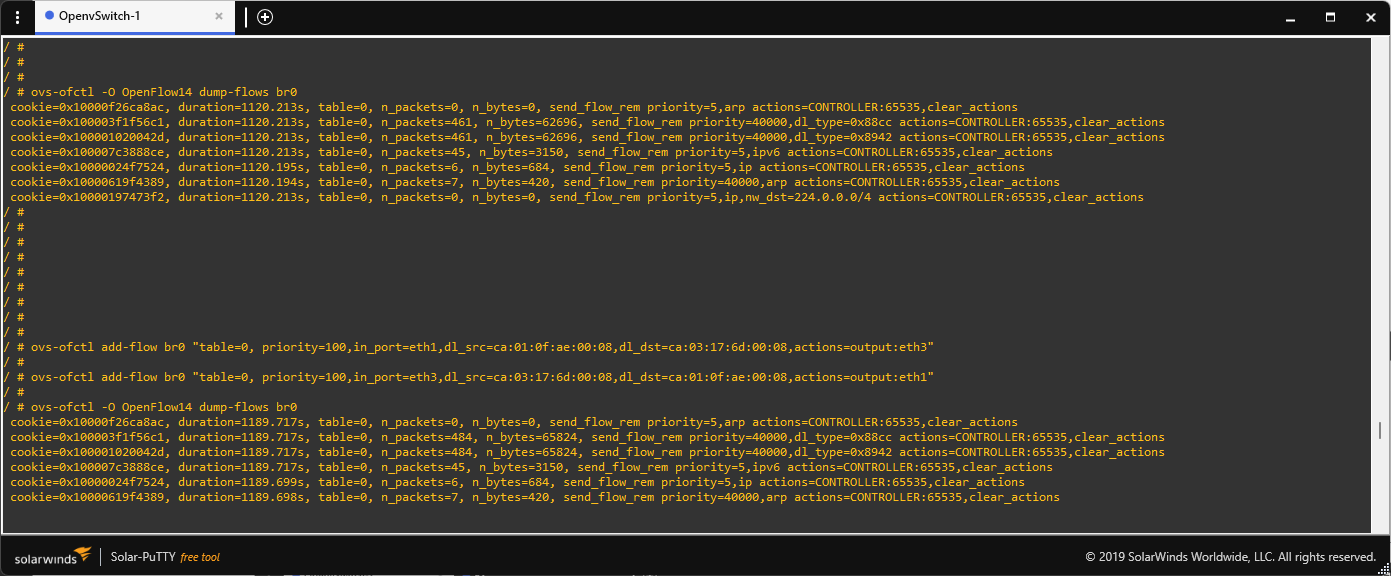 OpenvSwitch-1
/ #
/ #
/ #
/ # ovs-ofctl -O OpenFlow14 dump-flows br0
cookie=0x10000f26ca8ac, duration=1120.213s, table=0, n_packets=0, n_bytes=0, send_flow_rem priority=5,arp actions=CONTROLLER:65535,clear_actions
cookie=0x100003f1f56c1, duration=1120.213s, table=0, n_packets=461, n_bytes=62696, send_flow_rem priority=40000,dl_type=0x88cc actions=CONTROLLER:65535,clear_actions
cookie=0x100001020042d, duration=1120.213s, table=0, n_packets=461, n_bytes=62696, send_flow_rem priority=40000,dl_type=0x8942 actions=CONTROLLER:65535,clear_actions
cookie=0x100007c3888ce, duration=1120.213s, table=0, n_packets=45, n_bytes=3150, send_flow_rem priority=5,ipv6 actions=CONTROLLER:65535,clear_actions
cookie=0x10000024f7524, duration=1120.195s, table=0, n_packets=6, n_bytes=684, send_flow_rem priority=5,ip actions=CONTROLLER:65535,clear_actions
cookie=0x10000619f4389, duration=1120.194s, table=0, n_packets=7, n_bytes=420, send_flow_rem priority=40000,arp actions=CONTROLLER:65535,clear_actions
cookie=0x10000197473f2, duration=1120.213s, table=0, n_packets=0, n_bytes=0, send_flow_rem priority=5,ip,nw_dst=224.0.0.0/4 actions=CONTROLLER:65535,clear_actions
/ #
/ #
/ #
/ #
/ #
/ #
/ #
/ #
/ #
/ # ovs-ofctl add-flow br0 "table=0, priority=100,in_port=eth1,dl_src=ca:01:0f:ae:00:08,dl_dst=ca:03:17:6d:00:08,actions=output:eth3"
/ #
/ # ovs-ofctl add-flow br0 "table=0, priority=100,in_port=eth3,dl_src=ca:03:17:6d:00:08,dl_dst=ca:01:0f:ae:00:08,actions=output:eth1"
/ #
/ # ovs-ofctl -O OpenFlow14 dump-flows br0
cookie=0x10000f26ca8ac, duration=1189.717s, table=0, n_packets=0, n_bytes=0, send_flow_rem priority=5,arp actions=CONTROLLER:65535,clear_actions
cookie=0x100003f1f56c1, duration=1189.717s, table=0, n_packets=484, n_bytes=65824, send_flow_rem priority=40000,dl_type=0x88cc actions=CONTROLLER:65535,clear_actions
cookie=0x100001020042d, duration=1189.717s, table=0, n_packets=484, n_bytes=65824, send_flow_rem priority=40000,dl_type=0x8942 actions=CONTROLLER:65535,clear_actions
cookie=0x100007c3888ce, duration=1189.717s, table=0, n_packets=45, n_bytes=3150, send_flow_rem priority=5,ipv6 actions=CONTROLLER:65535,clear_actions
cookie=0x10000024f7524, duration=1189.699s, table=0, n_packets=6, n_bytes=684, send_flow_rem priority=5,ip actions=CONTROLLER:65535,clear_actions
cookie=0x10000619f4389, duration=1189.698s, table=0, n_packets=7, n_bytes=420, send_flow_rem priority=40000,arp actions=CONTROLLER:65535,clear_actions
solarwinds Solar-PuTTY free tool © 2019 SolarWinds Worldwide, LLC. All rights reserved.